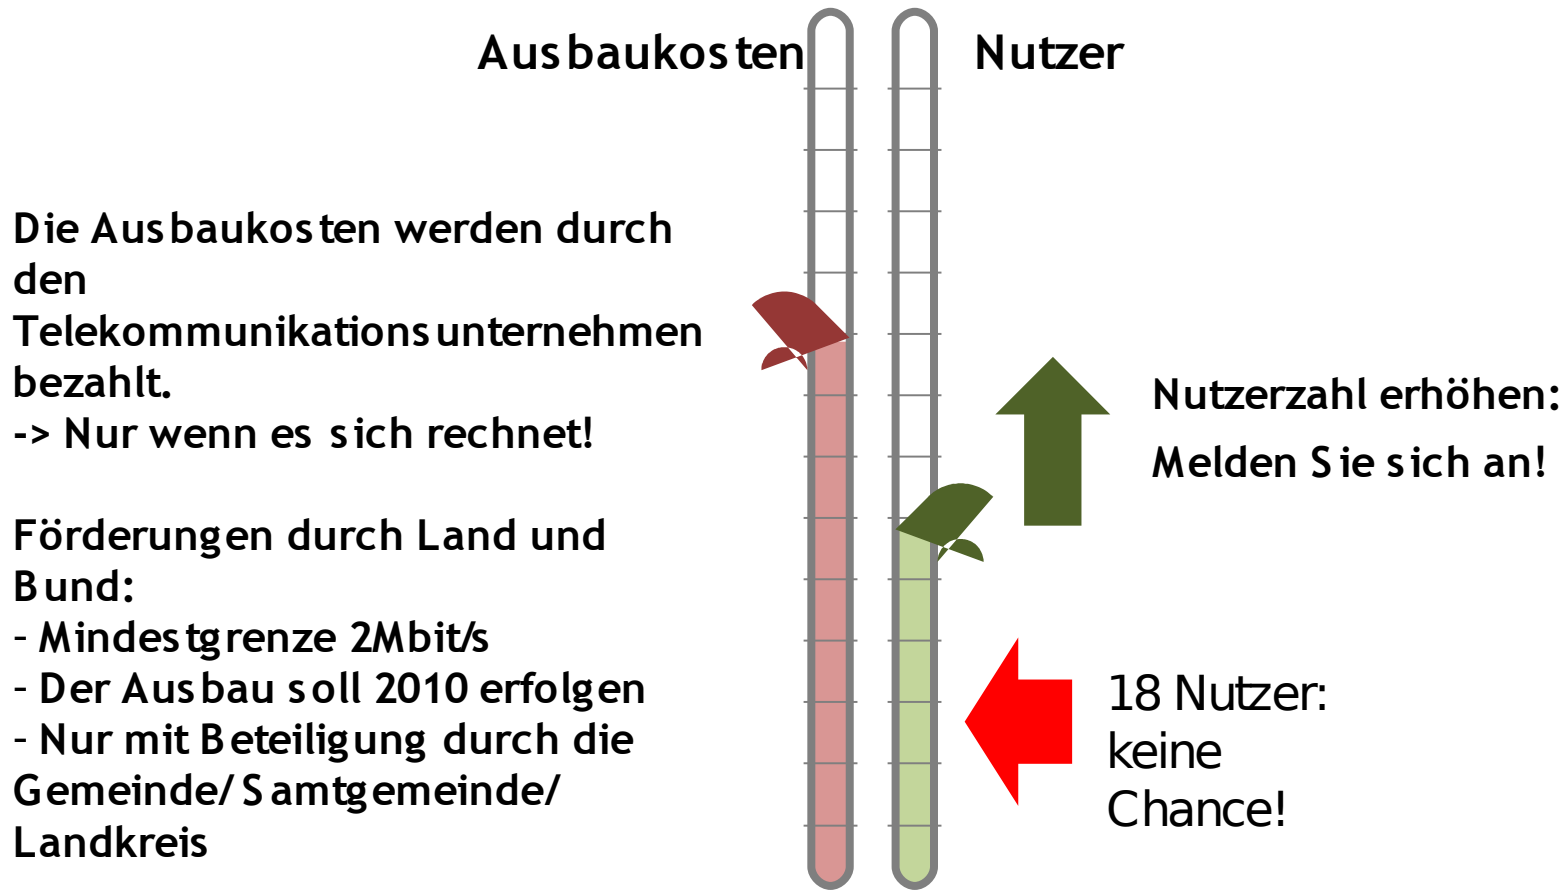 Ausbaukosten
Nutzer
Die Ausbaukosten werden durch
den
Telekommunikationsunternehmen
bezahlt.
-> Nur wenn es sich rechnet!
Förderungen durch Land und
Bund:
- Mindestgrenze 2Mbit/s
- Der Ausbau soll 2010 erfolgen
- Nur mit Beteiligung durch die
Gemeinde/Samtgemeinde/
Landkreis
Nutzerzahl erhöhen:
Melden Sie sich an!
18 Nutzer:
keine
Chance!